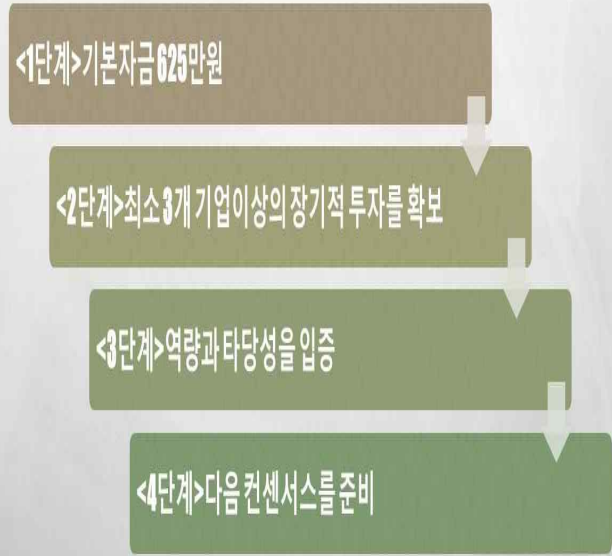 <1단계>기본자금 625만원
<2단계>최소 3개 기업이상의 장기적 투자를 확보
<3단계>역량과 타당성을 입증
<4단계>다음 컨센서스를 준비